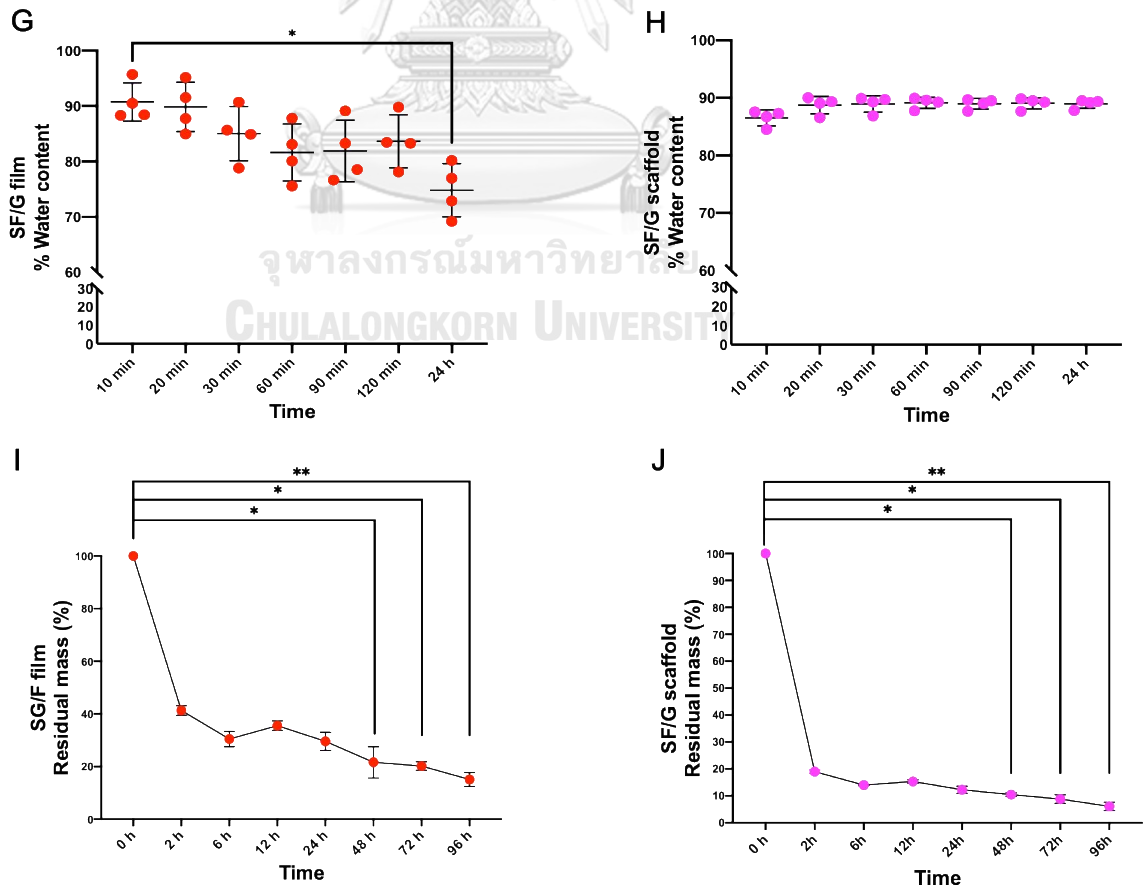 G
*
SF/G film
% Water content
100
90
80
70
60
30
20
10
0
10 min
20 min
30 min
60 min
90 min
120 min
24 h
Time
H
SF/G scaffold
% Water content
100
90
80
70
60
30
20
10
0
10 min
20 min
30 min
60 min
90 min
120 min
24 h
Time
จุฬาลงกรณ์มหาวิทยาลัย
CHULALONGKORN UNIVERSITY
I
**
*
*
SG/F film
Residual mass (%)
100
80
60
40
20
0
0 h
2 h
6 h
12 h
24 h
48 h
72 h
96 h
Time
J
**
*
*
SF/G scaffold
Residual mass (%)
100
90
80
70
60
50
40
30
20
10
0
0 h
2h
6h
12h
24h
48h
72h
96h
Time